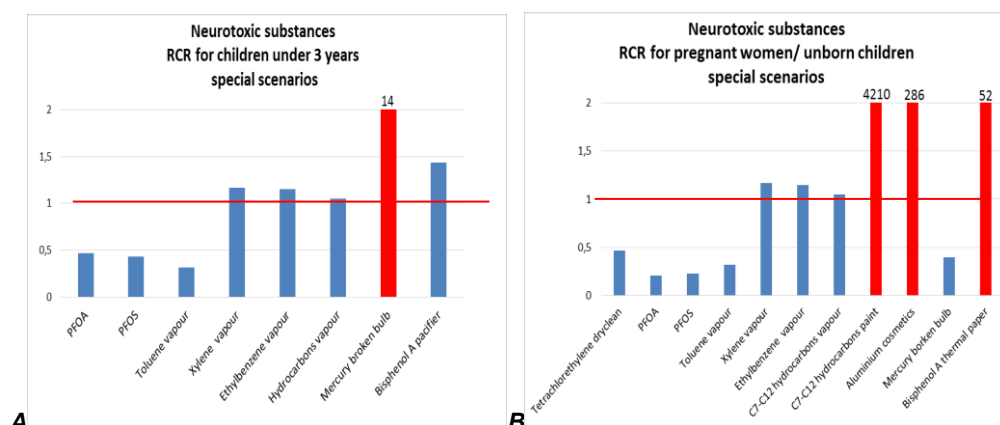 Neurotoxic substances
RCR for children under 3 years
special scenarios
14
2
1,5
1
0,5
0
PFOA
PFOS
Toluene vapour
Xylene vapour
Ethylbenzene vapour
Hydrocarbons vapour
Mercury broken bulb
Bisphenol A pacifier
A
Neurotoxic substances
RCR for pregnant women/ unborn children
special scenarios
4210
286
52
2
1,5
1
0,5
0
Tetrachlorethylene dryclean
PFOA
PFOS
Toluene vapour
Xylene vapour
Ethylbenzene vapour
C7-C12 hydrocarbons vapour
C7-C12 hydrocarbons paint
Aluminium cosmetics
Mercury borken bulb
Bisphenol A thermal paper
B